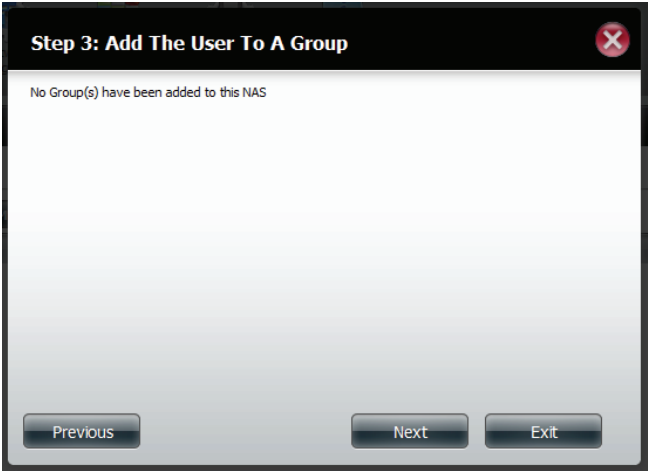 Step 3: Add The User To A Group
No Group(s) have been added to this NAS
Previous
Next
Exit